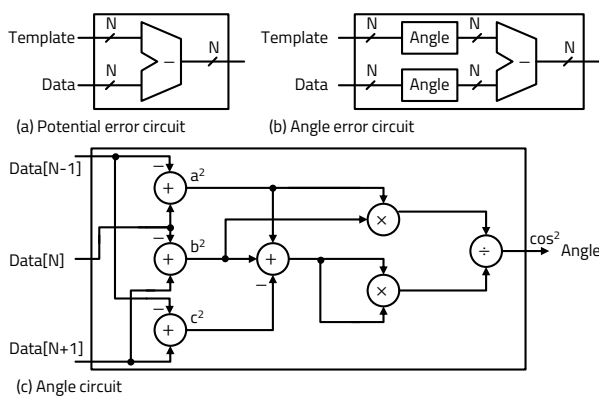 Template
N
N
Data
N
−
(a) Potential error circuit
Template
N
Angle
N
N
Data
N
Angle
N
−
(b) Angle error circuit
Data[N-1]
−
+
a²
×
Data[N]
−
+
b²
+
−
÷
cos²
Angle
×
−
+
c²
Data[N+1]
(c) Angle circuit